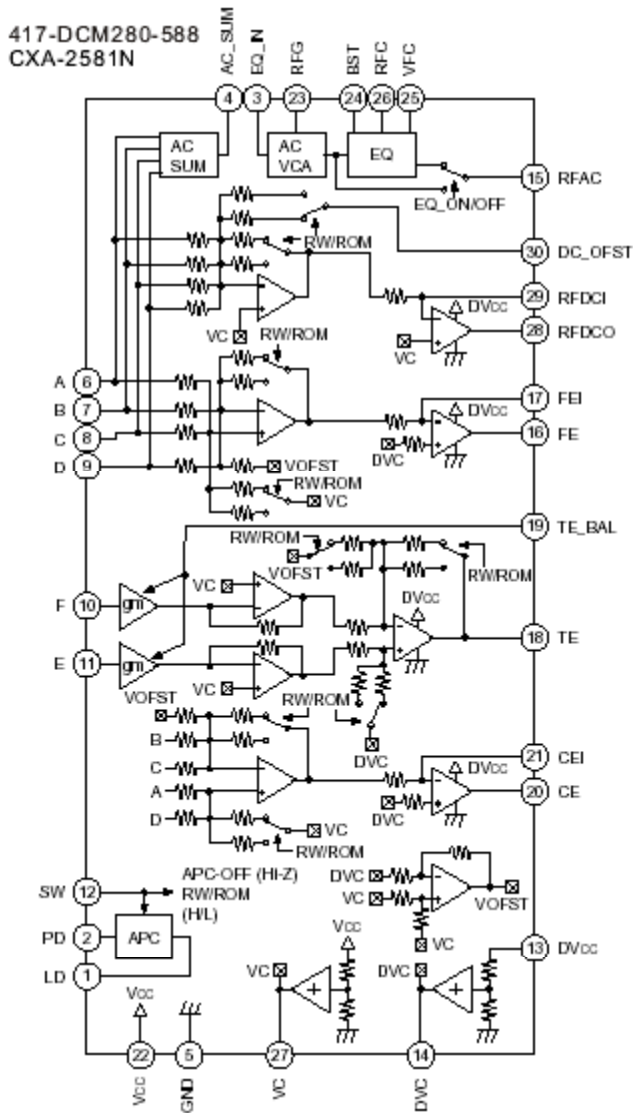 417-DCM280-588
CXA-2581N
AC_SUM
EQ_IN
RFG
BST
RFC
VFC
4 3 23 24 26 25
AC
SUM
AC
VCA
EQ
15 RFAC
EQ_ON/OFF
RW/ROM
30 DC_OFST
29 RFDCI
DVcc
VC
28 RFDCO
VC
RW/ROM
A 6
B 7
C 8
D 9
17 FEI
DVcc
16 FE
DVC
VOFST
RW/ROM
VC
19 TE_BAL
RW/ROM
VOFST
RW/ROM
VC
DVcc
F 10 gm
18 TE
E 11 gm
VC
VOFST
RW/ROM
DVC
B
C
A
D
21 CEI
DVcc
20 CE
DVC
VC
RW/ROM
SW 12
APC-OFF (Hi-Z)
RW/ROM
(H/L)
DVC
VC
VOFST
VC
PD 2 APC
LD 1
Vcc
VC
DVC
13 DVcc
Vcc
22 5 27 14
Vcc
GND
VC
DVC